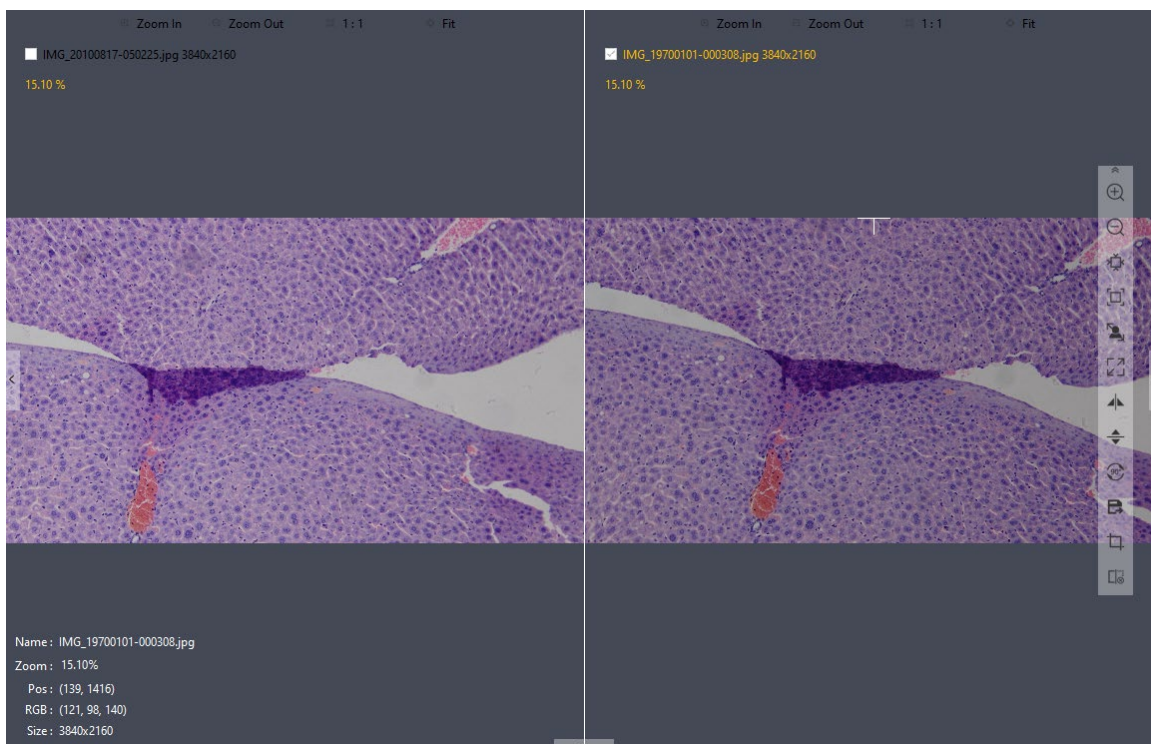 Zoom In Zoom Out 1 : 1 Fit
IMG_20100817-050225.jpg 3840x2160
15.10 %
Zoom In Zoom Out 1 : 1 Fit
IMG_19700101-000308.jpg 3840x2160
15.10 %
90°
Name : IMG_19700101-000308.jpg
Zoom : 15.10%
Pos : (139, 1416)
RGB : (121, 98, 140)
Size : 3840x2160